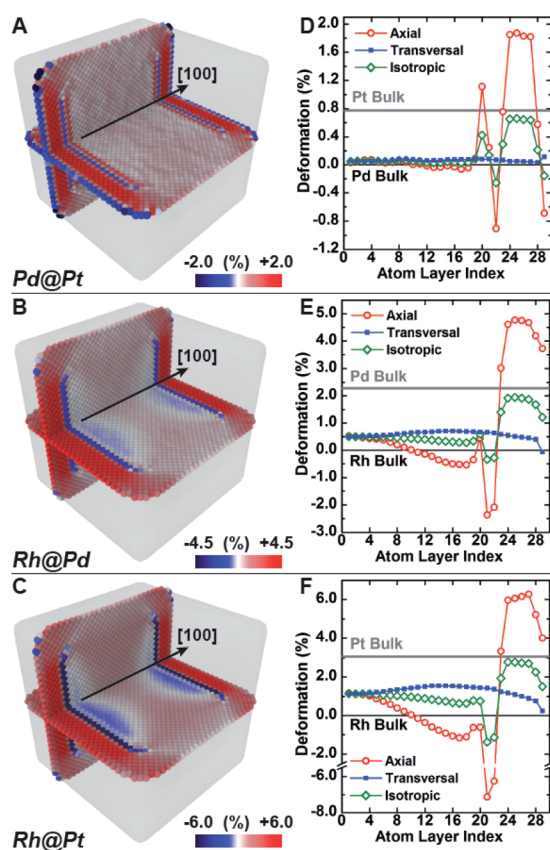 A
[100]
-2.0 (%) +2.0
Pd@Pt
D
2.0
1.6
1.2
0.8
0.4
0.0
-0.4
-0.8
-1.2
Deformation (%)
Axial
Transversal
Isotropic
Pt Bulk
Pd Bulk
0 4 8 12 16 20 24 28
Atom Layer Index
B
[100]
-4.5 (%) +4.5
Rh@Pd
E
5.0
4.0
3.0
2.0
1.0
0.0
-1.0
-2.0
-3.0
Deformation (%)
Axial
Transversal
Isotropic
Pd Bulk
Rh Bulk
0 4 8 12 16 20 24 28
Atom Layer Index
C
[100]
-6.0 (%) +6.0
Rh@Pt
F
6.0
4.0
2.0
0.0
-2.0
-6.0
-8.0
Deformation (%)
Pt Bulk
Rh Bulk
Axial
Transversal
Isotropic
0 4 8 12 16 20 24 28
Atom Layer Index